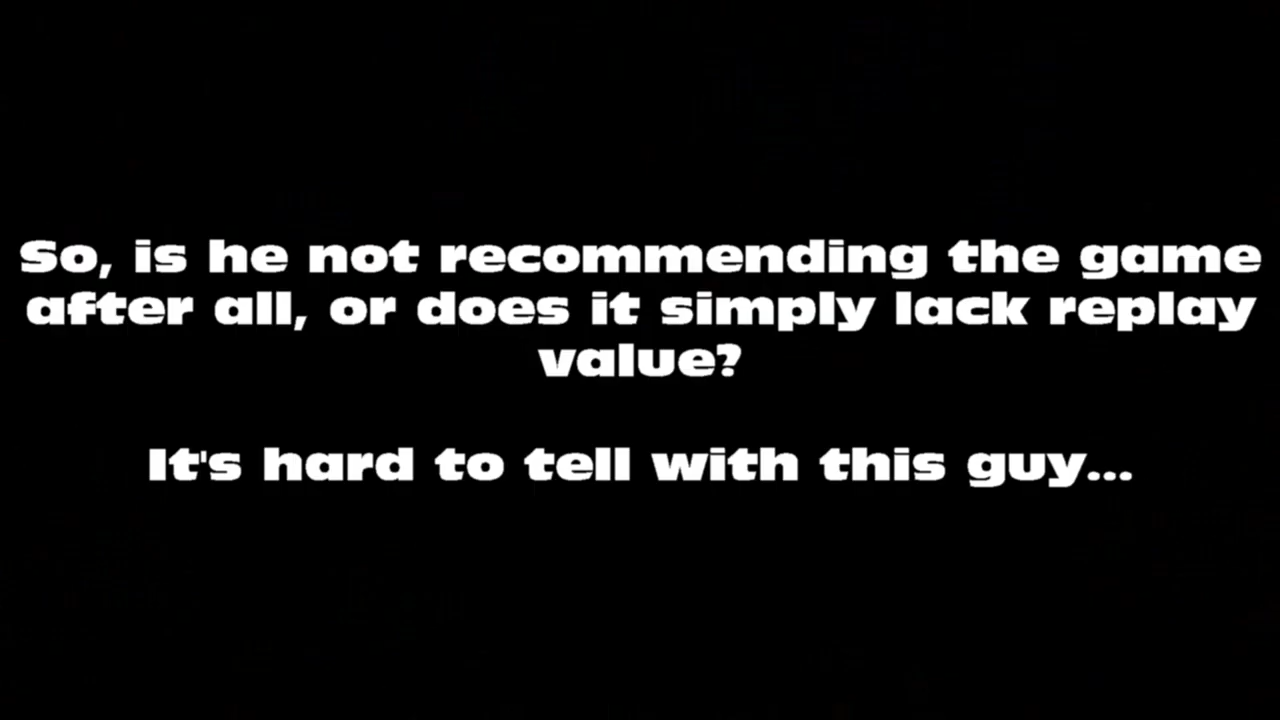 So, is he not recommending the game
after all, or does it simply lack replay
value?
It's hard to tell with this guy...